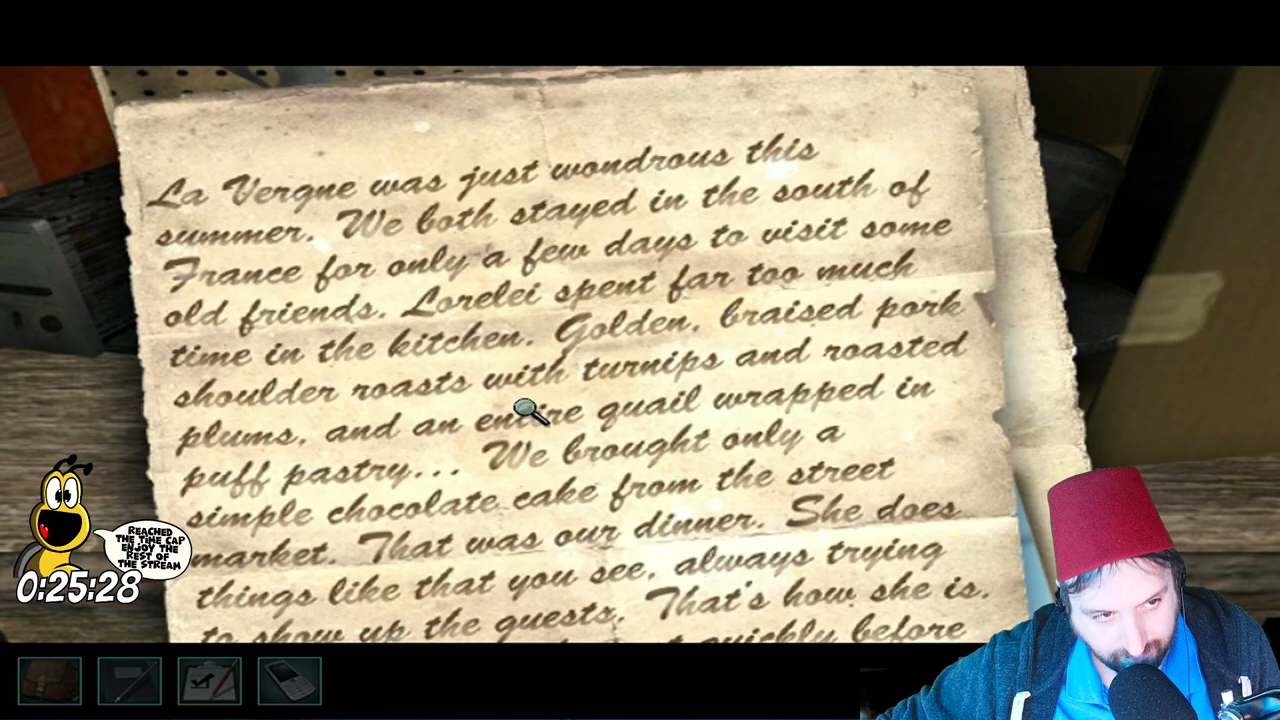 La Vergne was just wondrous this
summer. We both stayed in the south of
France for only a few days to visit some
old friends. Lorelei spent far too much
time in the kitchen. Golden, braised pork
shoulder roasts with turnips and roasted
plums, and an entire quail wrapped in
puff pastry... We brought only a
simple chocolate cake from the street
market. That was our dinner. She does
things like that you see, always trying
to show up the guests. That's how she is.
quickly before
REACHED
THE TIME CAP
ENJOY THE
REST OF
THE STREAM
0:25:28